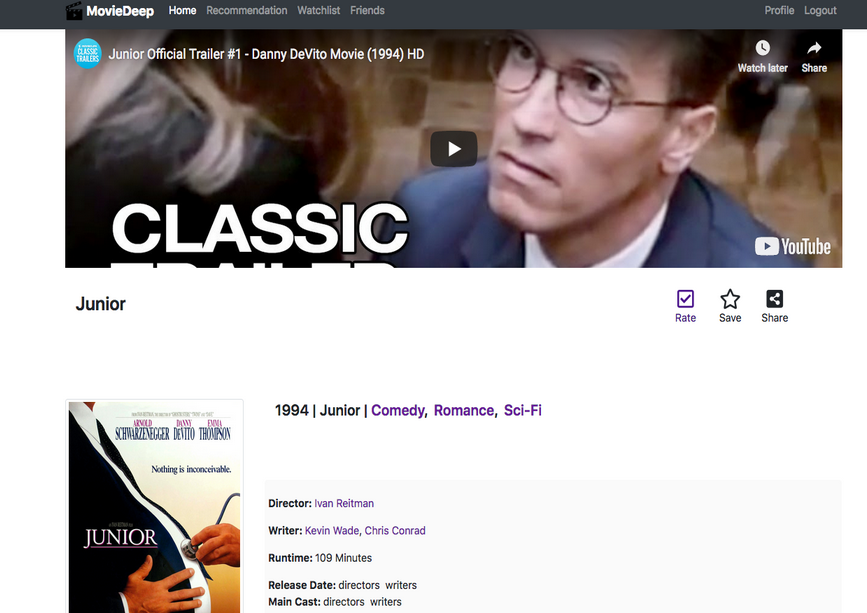 MovieDeep Home Recommendation Watchlist Friends Profile Logout
CLASSIC
TRAILERS
Junior Official Trailer #1 - Danny DeVito Movie (1994) HD
Watch later Share
CLASSIC
TRAILER
YouTube
Junior
Rate Save Share
1994 | Junior | Comedy, Romance, Sci-Fi
ARNOLD DANNY EMMA
SCHWARZENEGGER DEVITO THOMPSON
Nothing is inconceivable.
JUNIOR
Director: Ivan Reitman
Writer: Kevin Wade, Chris Conrad
Runtime: 109 Minutes
Release Date: directors writers
Main Cast: directors writers